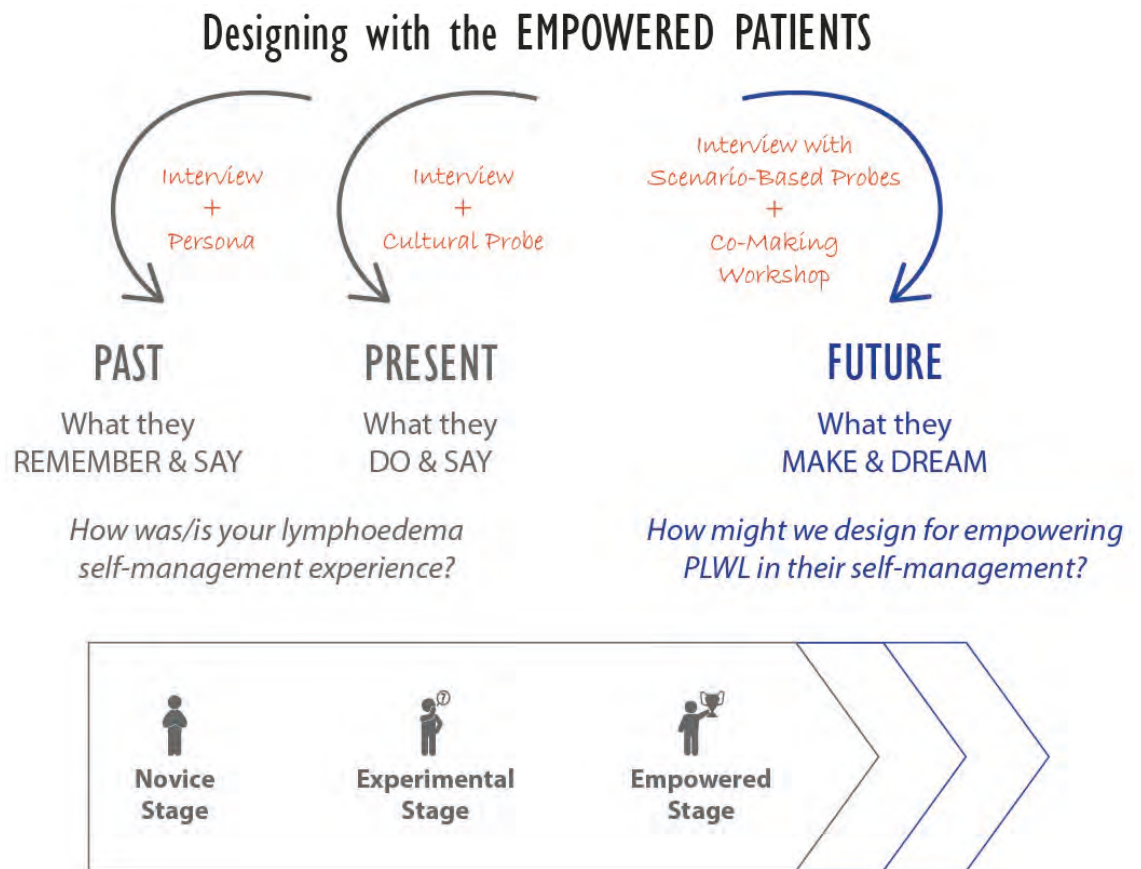 Designing with the EMPOWERED PATIENTS
Interview
+
Persona
Interview
+
Cultural Probe
Interview with
Scenario-Based Probes
+
Co-Making
Workshop
PAST
What they
REMEMBER & SAY
PRESENT
What they
DO & SAY
FUTURE
What they
MAKE & DREAM
How was/is your lymphoedema
self-management experience?
How might we design for empowering
PLWL in their self-management?
Novice
Stage
?
Experimental
Stage
Empowered
Stage